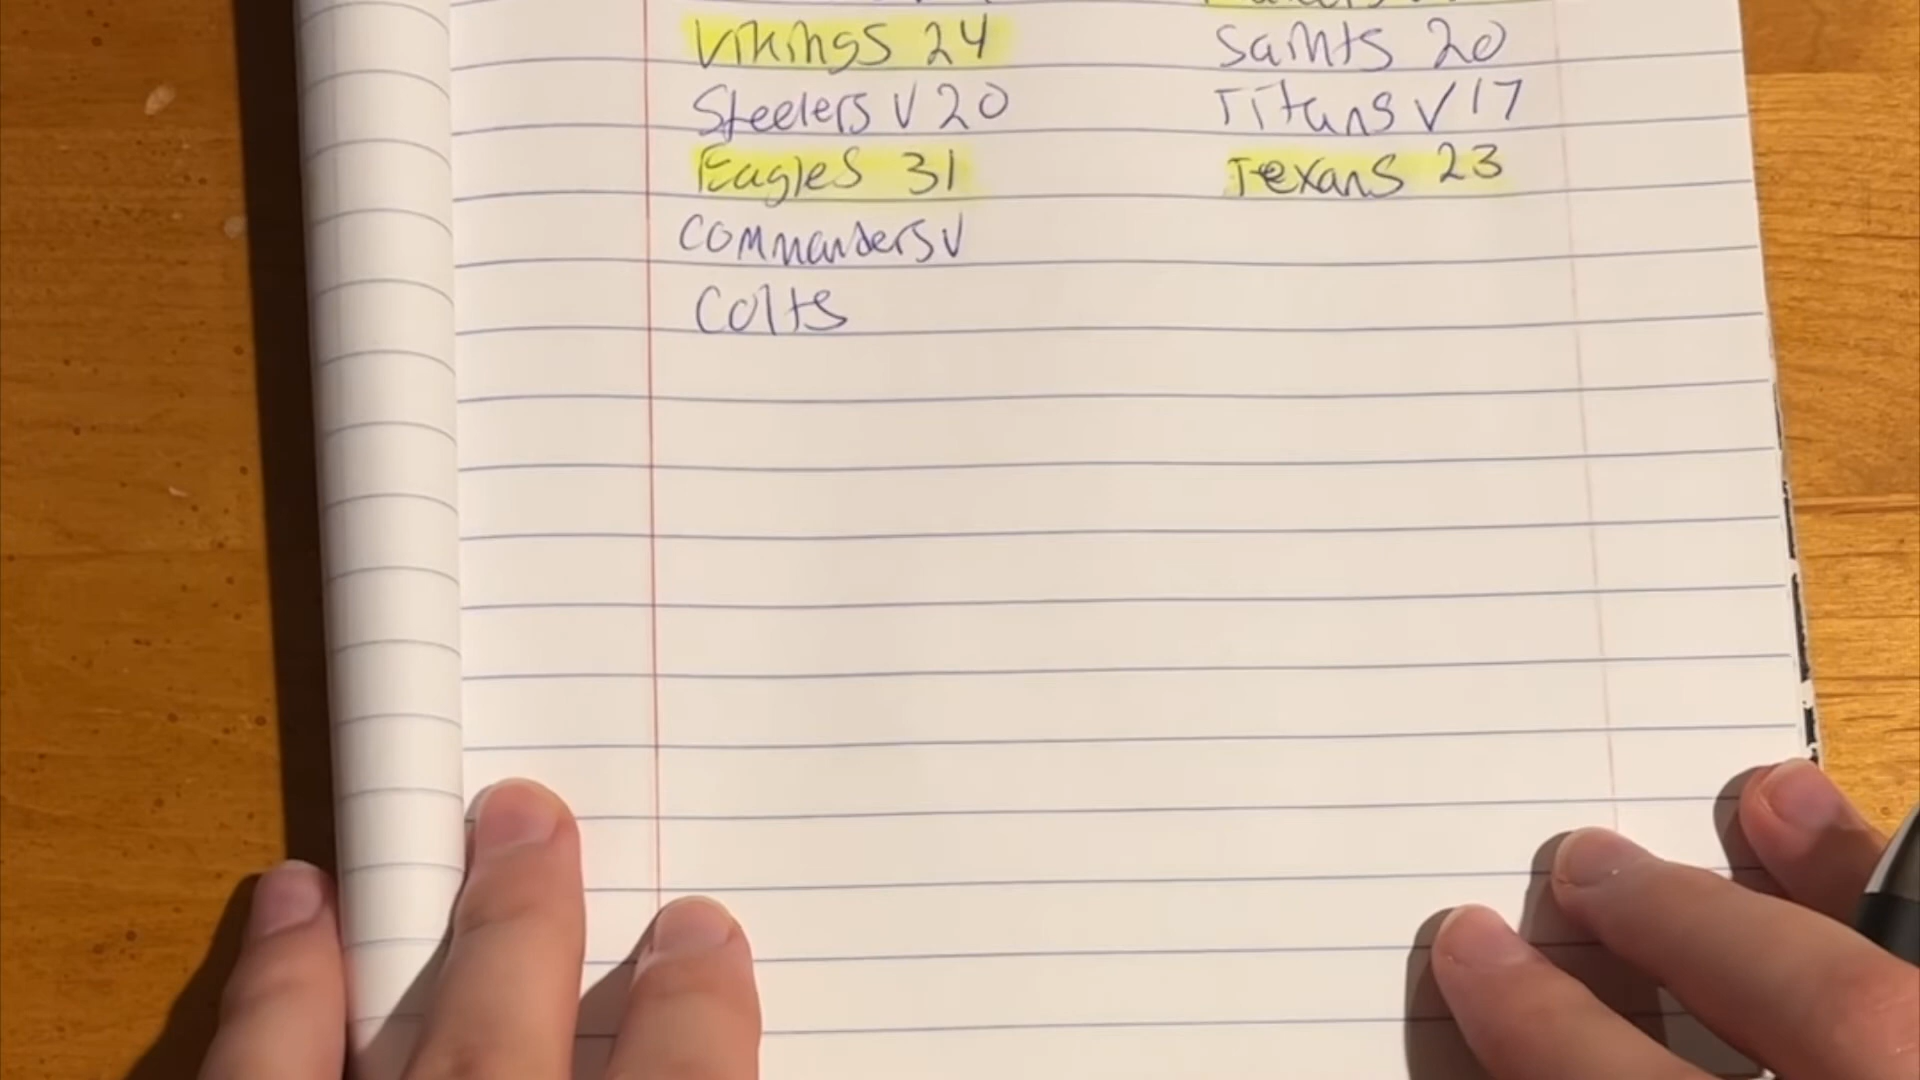 Vikings 24
Steelers V 20
Eagles 31
Commanders V
Colts
Saints 20
Titans V 17
Texans 23